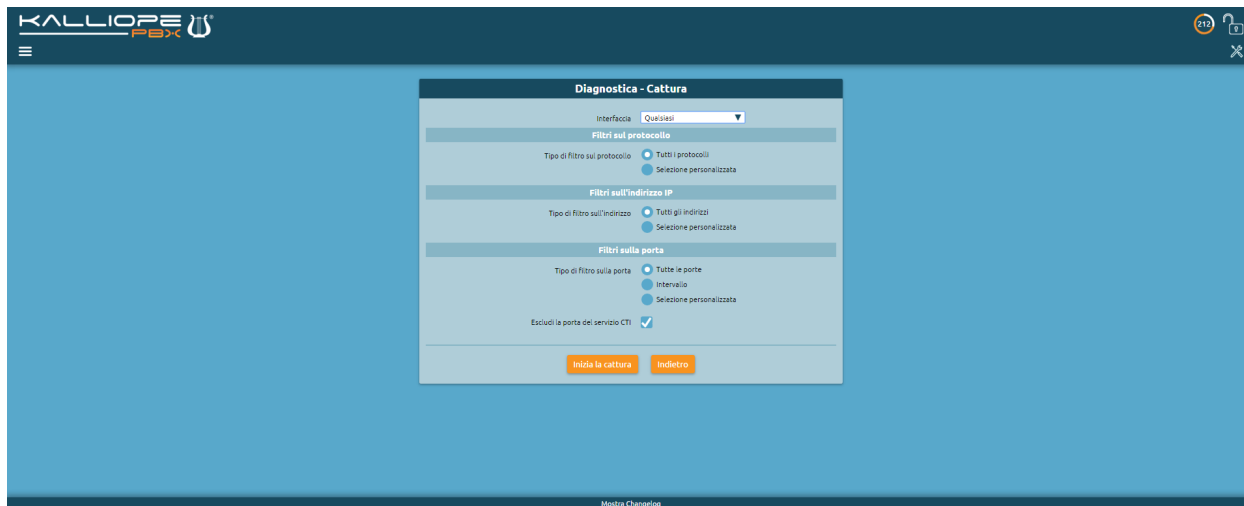 KALLIOPE
PBX
212
Diagnostica - Cattura
Interfaccia Qualsiasi
Filtri sul protocollo
Tipo di filtro sul protocollo Tutti i protocolli
Selezione personalizzata
Filtri sull'indirizzo IP
Tipo di filtro sull'indirizzo Tutti gli indirizzi
Selezione personalizzata
Filtri sulla porta
Tipo di filtro sulla porta Tutte le porte
Intervallo
Selezione personalizzata
Escludi la porta del servizio CTI
Inizia la cattura Indietro
Mostra Changelog